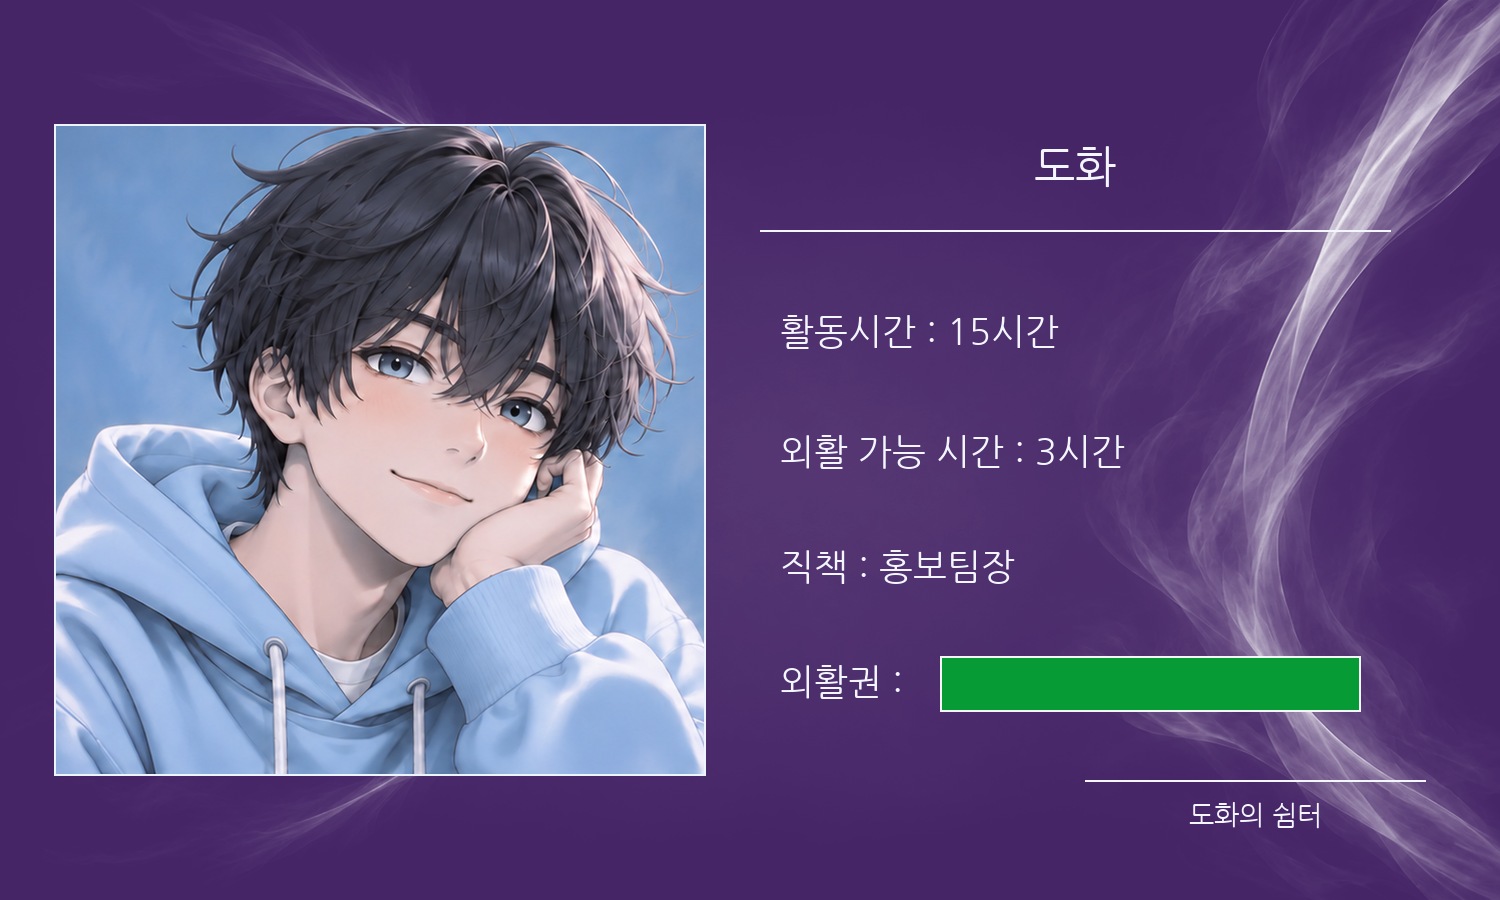 도화
활동시간 : 15시간
외활 가능 시간 : 3시간
직책 : 홍보팀장
외활권 :
도화의 쉼터